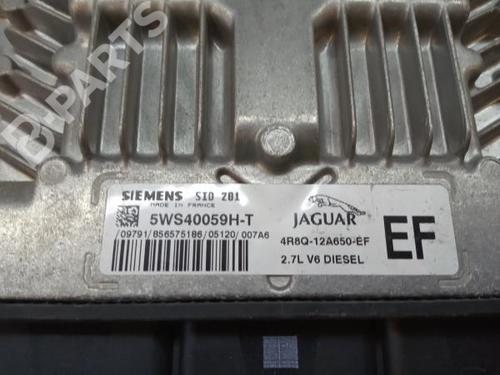 B-PARTS
SIEMENS SID 201
MADE IN FRANCE
5WS40059H-T
/09791/856575186/05120/007A6
JAGUAR
4R8Q-12A650-EF
2.7L V6 DIESEL
EF